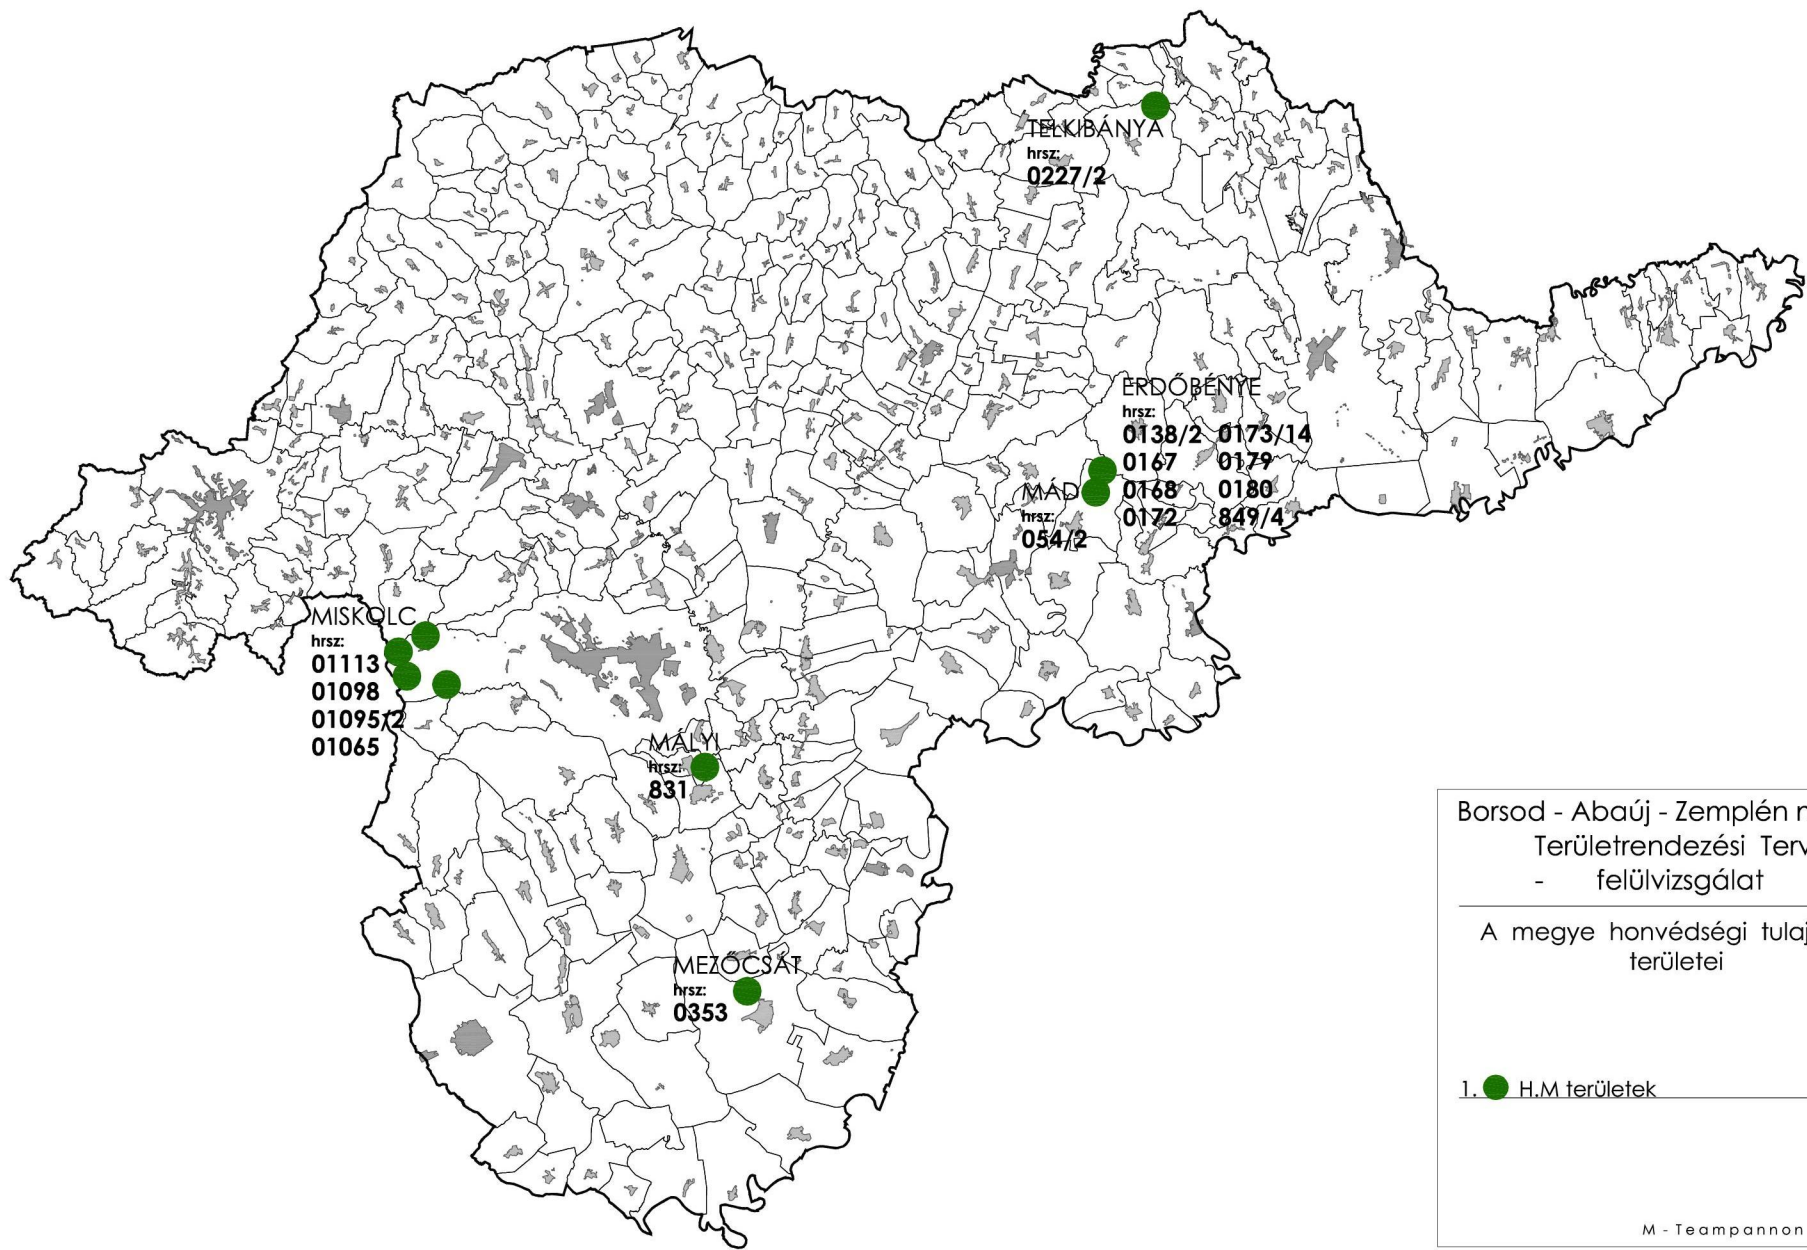 TELKIBÁNYA
hrsz:
0227/2
ERDŐBÉNYE
hrsz:
0138/2 0173/14
0167 0179
0168 0180
0172 849/4
MÁD
hrsz:
054/2
MISKOLC
hrsz:
01113
01098
01095/2
01065
MÁLYI
hrsz:
831
MEZŐCSÁT
hrsz:
0353
Borsod - Abaúj - Zemplén
Területrendezési Terv
- felülvizsgálat
A megye honvédségi
területei
1. H.M területek
M - Teampannon